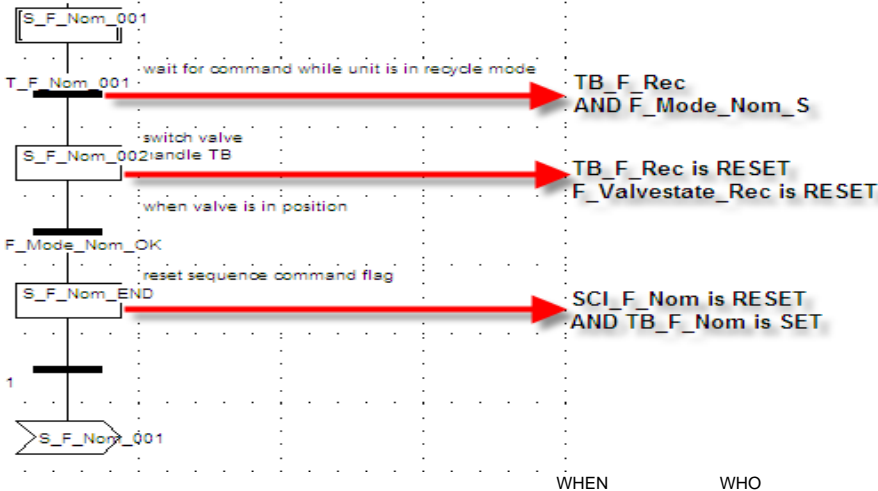 S_F_Nom_001
wait for command while unit is in recycle mode
T_F_Nom_001
TB_F_Rec
AND F_Mode_Nom_S
switch valve
S_F_Nom_002
handle TB
TB_F_Rec is RESET
F_Valvestate_Rec is RESET
when valve is in position
F_Mode_Nom_OK
reset sequence command flag
S_F_Nom_END
SCI_F_Nom is RESET
AND TB_F_Nom is SET
1
S_F_Nom_001
WHEN WHO